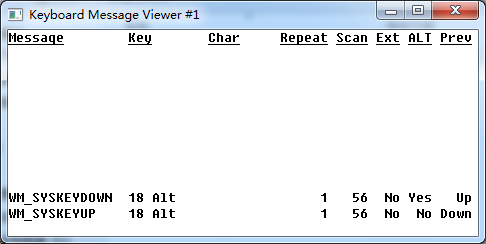 Keyboard Message Viewer #1
Message Key Char Repeat Scan Ext ALT Prev
WM_SYSKEYDOWN 18 Alt 1 56 No Yes Up
WM_SYSKEYUP 18 Alt 1 56 No No Down